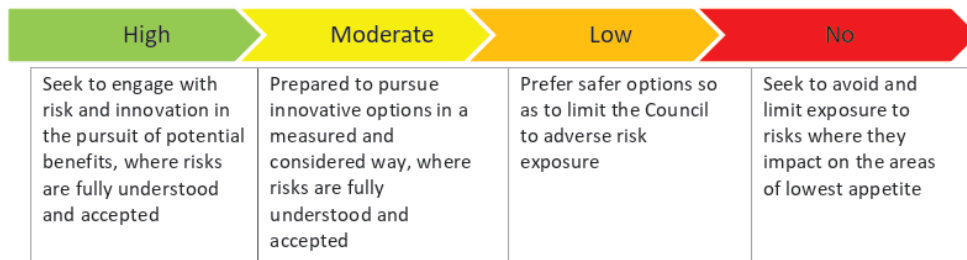 High
Moderate
Low
No
Seek to engage with
risk and innovation in
the pursuit of potential
benefits, where risks
are fully understood
and accepted
Prepared to pursue
innovative options in a
measured and
considered way, where
risks are fully
understood and
accepted
Prefer safer options so
as to limit the Council
to adverse risk
exposure
Seek to avoid and
limit exposure to
risks where they
impact on the areas
of lowest appetite